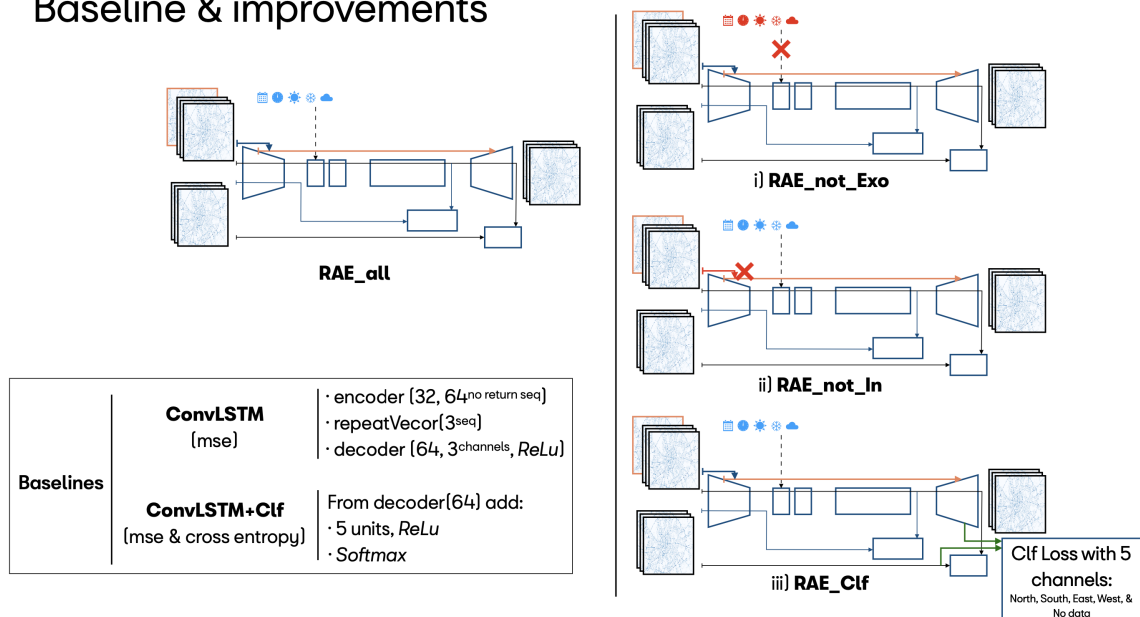 Baseline & improvements
RAE_all
Baselines
ConvLSTM
(mse)
· encoder (32, 64no return seq)
· repeatVecor(3seq)
· decoder (64, 3channels, ReLu)
ConvLSTM+Clf
(mse & cross entropy)
From decoder(64) add:
· 5 units, ReLu
· Softmax
i) RAE_not_Exo
ii) RAE_not_In
iii) RAE_Clf
Clf Loss with 5
channels:
North, South, East, West, &
No data